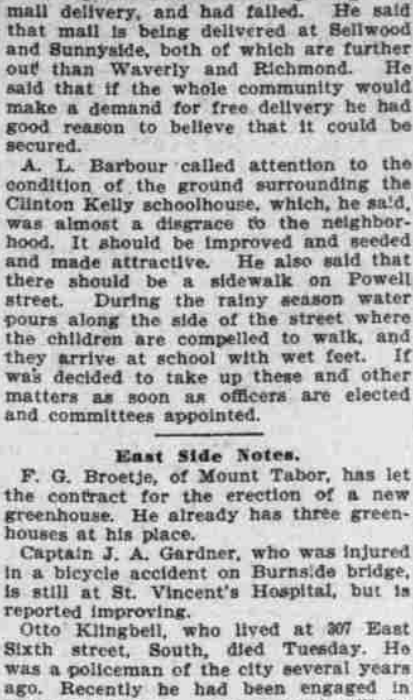 mail delivery, and had failed. He said
that mail is being delivered at Sellwood
and Sunnyside, both of which are further
out than Waverly and Richmond. He
said that if the whole community would
make a demand for free delivery he had
good reason to believe that it could be
secured.
A. L. Barbour called attention to the
condition of the ground surrounding the
Clinton Kelly schoolhouse, which, he said,
was almost a disgrace to the neighbor-
hood. It should be improved and seeded
and made attractive. He also said that
there should be a sidewalk on Powell
street. During the rainy season water
pours along the side of the street where
the children are compelled to walk, and
they arrive at school with wet feet. It
was decided to take up these and other
matters as soon as officers are elected
and committees appointed.
East Side Notes.
F. G. Broetje, of Mount Tabor, has let
the contract for the erection of a new
greenhouse. He already has three green-
houses at his place.
Captain J. A. Gardner, who was injured
in a bicycle accident on Burnside bridge,
is still at St. Vincent's Hospital, but is
reported improving.
Otto Klingbeil, who lived at 307 East
Sixth street, South, died Tuesday. He
was a policeman of the city several years
ago. Recently he had been engaged in